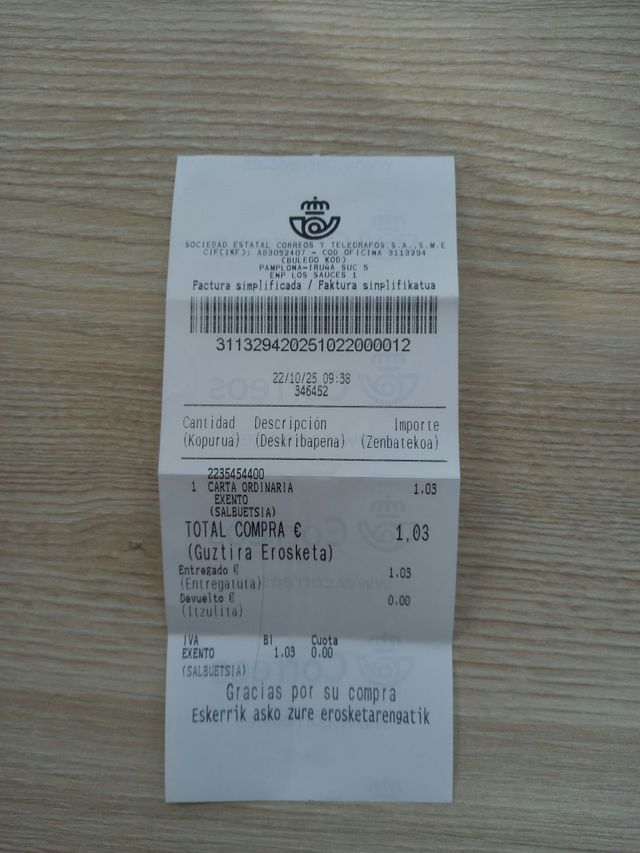 SOCIEDAD ESTATAL CORREOS Y TELEGRAFOS.S.A.,S.M.E
CIF(IKF): A83052407 - COD OFICINA 3113294
(BULEGO KOD)
PAMPLONA-IRUÑA SUC 5
ENP LOS SAUCES 1
Factura simplificada / Faktura sinplifikatua
311329420251022000012
22/10/25 09:38
346452
Cantidad Descripción Importe
(Kopurua) (Deskribapena) (Zenbatekoa)
2235454400
1 CARTA ORDINARIA 1.03
EXENTO
(SALBUETSIA)
TOTAL COMPRA € 1,03
(Guztira Erosketa)
Entregado € 1.03
(Entregatuta)
Devuelto € 0.00
(Itzulita)
IVA BI Cuota
EXENTO 1.03 0.00
(SALBUETSIA)
Gracias por su compra
Eskerrik asko zure erosketarengatik